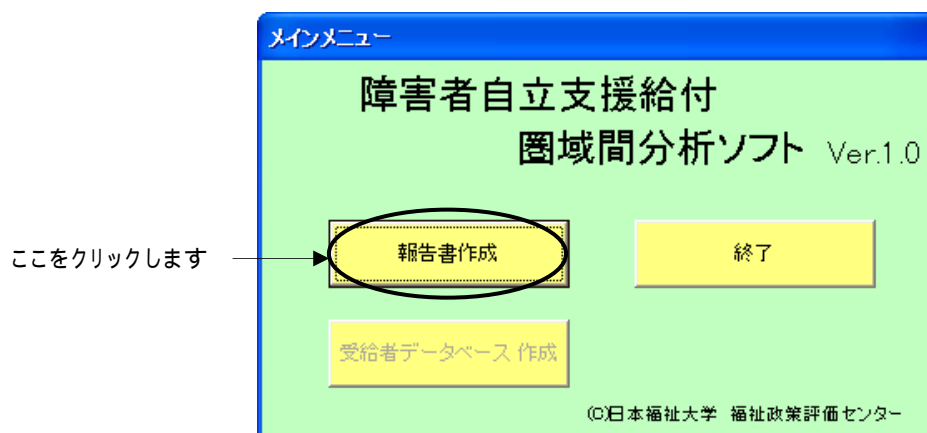 メインメニュー
障害者自立支援給付
圏域間分析ソフト Ver.1.0
ここをクリックします
報告書作成
終了
受給者データベース 作成
(C)日本福祉大学 福祉政策評価センター